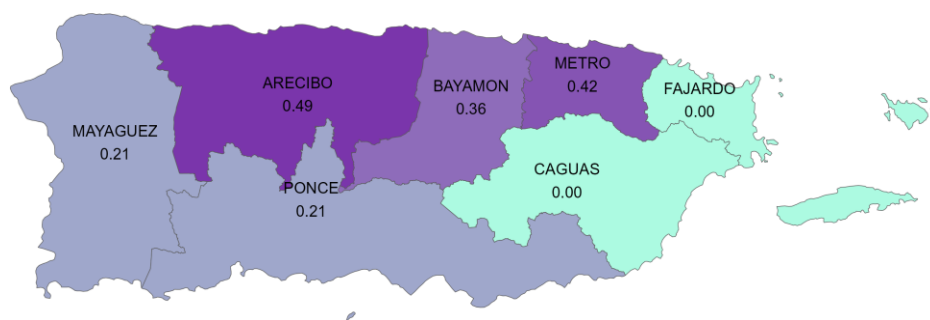 METRO
0.42
ARECIBO
0.49
BAYAMON
0.36
FAJARDO
0.00
MAYAGUEZ
0.21
CAGUAS
0.00
PONCE
0.21